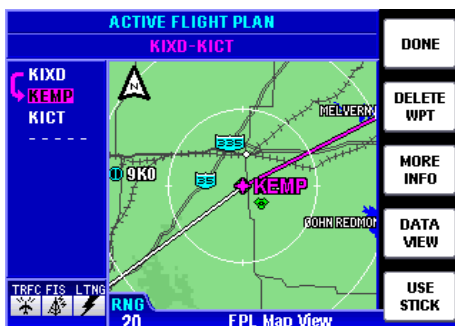 ACTIVE FLIGHT PLAN
KIXD-KICT
KIXD
KEMP
KICT
- - - - -
N
MELVERN
335
9K0
35
KEMP
JOHN REDMON
TRFC FIS LTNG
RNG
20
FPL Map View
DONE
DELETE
WPT
MORE
INFO
DATA
VIEW
USE
STICK